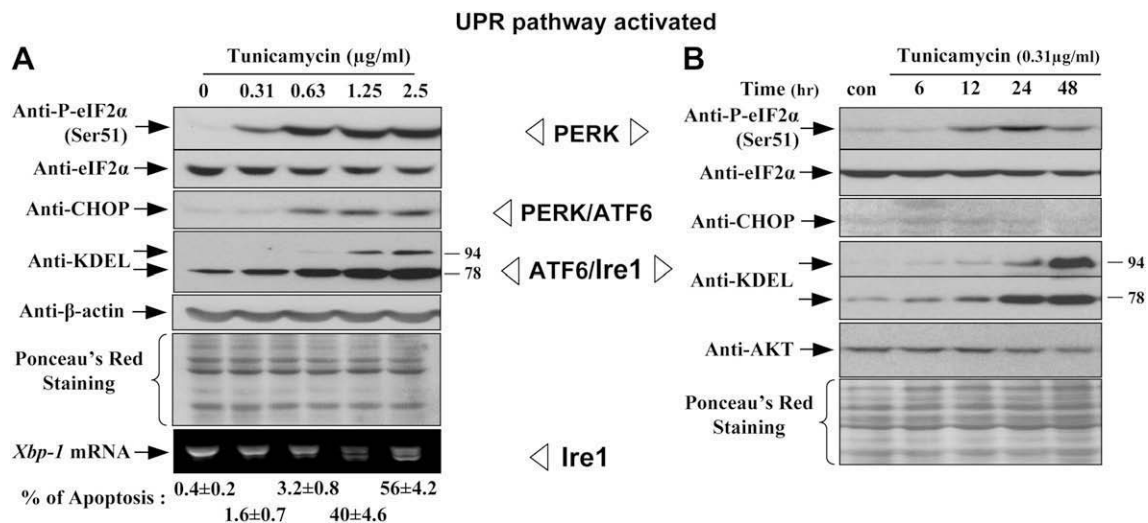 UPR pathway activated
A
Tunicamycin (µg/ml)
0 0.31 0.63 1.25 2.5
Anti-P-eIF2α
(Ser51)
Anti-eIF2α
Anti-CHOP
Anti-KDEL
94
78
Anti-β-actin
Ponceau's Red
Staining
Xbp-1 mRNA
% of Apoptosis :
0.4±0.2 3.2±0.8 56±4.2
1.6±0.7 40±4.6
PERK
PERK/ATF6
ATF6/Ire1
Ire1
B
Tunicamycin (0.31µg/ml)
Time (hr) con 6 12 24 48
Anti-P-eIF2α
(Ser51)
Anti-eIF2α
Anti-CHOP
Anti-KDEL
94
78
Anti-AKT
Ponceau's Red
Staining